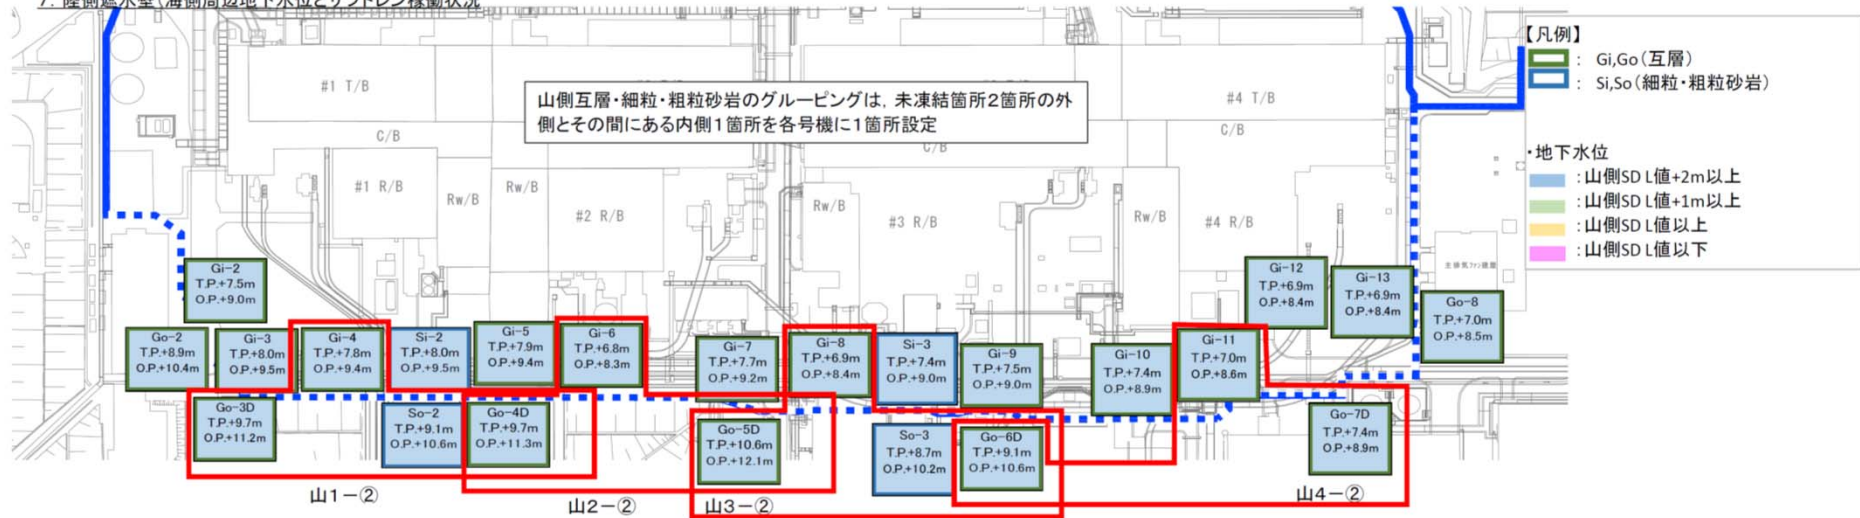 7. 陸側遮水壁(海側周辺地下水位とサブドレン稼働状況
#1 T/B
山側互層・細粒・粗粒砂岩のグルーピングは，未凍結箇所2箇所の外
側とその間にある内側1箇所を各号機に1箇所設定
#4 T/B
C/B
C/B
C/B
#1 R/B
Rw/B
Rw/B
#2 R/B
Rw/B
#3 R/B
Rw/B
#4 R/B
【凡例】
: Gi,Go(互層)
: Si,So(細粒・粗粒砂岩)
・地下水位
:山側SD L値+2m以上
:山側SD L値+1m以上
:山側SD L値以上
:山側SD L値以下
主排気ファン建屋
Gi-2
T.P.+7.5m
O.P.+9.0m
Gi-12
T.P.+6.9m
O.P.+8.4m
Gi-13
T.P.+6.9m
O.P.+8.4m
Go-8
T.P.+7.0m
O.P.+8.5m
Go-2
T.P.+8.9m
O.P.+10.4m
Gi-3
T.P.+8.0m
O.P.+9.5m
Gi-4
T.P.+7.8m
O.P.+9.4m
Si-2
T.P.+8.0m
O.P.+9.5m
Gi-5
T.P.+7.9m
O.P.+9.4m
Gi-6
T.P.+6.8m
O.P.+8.3m
Gi-7
T.P.+7.7m
O.P.+9.2m
Gi-8
T.P.+6.9m
O.P.+8.4m
Si-3
T.P.+7.4m
O.P.+9.0m
Gi-9
T.P.+7.5m
O.P.+9.0m
Gi-10
T.P.+7.4m
O.P.+8.9m
Gi-11
T.P.+7.0m
O.P.+8.6m
Go-3D
T.P.+9.7m
O.P.+11.2m
So-2
T.P.+9.1m
O.P.+10.6m
Go-4D
T.P.+9.7m
O.P.+11.3m
Go-5D
T.P.+10.6m
O.P.+12.1m
So-3
T.P.+8.7m
O.P.+10.2m
Go-6D
T.P.+9.1m
O.P.+10.6m
Go-7D
T.P.+7.4m
O.P.+8.9m
山1-②
山2-②
山3-②
山4-②